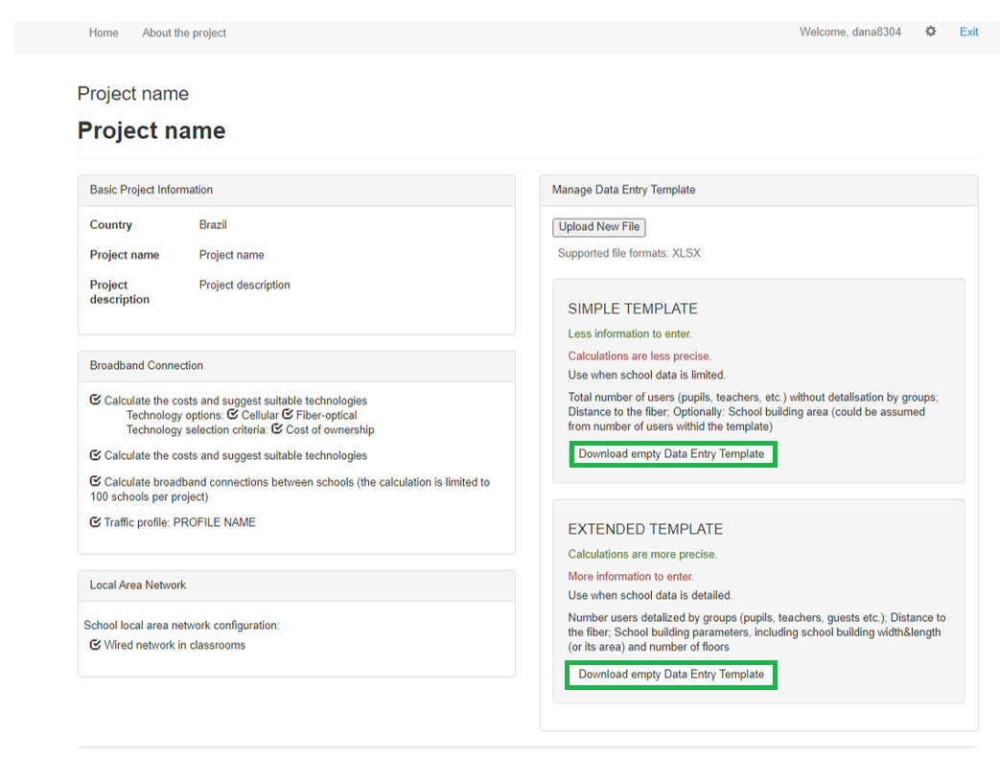 Home About the project Welcome, dana8304 Exit
Project name
Project name
Basic Project Information
Country Brazil
Project name Project name
Project description Project description
Broadband Connection
Calculate the costs and suggest suitable technologies
Technology options: Cellular Fiber-optical
Technology selection criteria: Cost of ownership
Calculate the costs and suggest suitable technologies
Calculate broadband connections between schools (the calculation is limited to
100 schools per project)
Traffic profile: PROFILE NAME
Local Area Network
School local area network configuration:
Wired network in classrooms
Manage Data Entry Template
Upload New File
Supported file formats: XLSX
SIMPLE TEMPLATE
Less information to enter.
Calculations are less precise.
Use when school data is limited.
Total number of users (pupils, teachers, etc.) without detalisation by groups;
Distance to the fiber; Optionally: School building area (could be assumed
from number of users withid the template)
Download empty Data Entry Template
EXTENDED TEMPLATE
Calculations are more precise.
More information to enter.
Use when school data is detailed.
Number users detalized by groups (pupils, teachers, guests etc.); Distance to
the fiber; School building parameters, including school building width&length
(or its area) and number of floors
Download empty Data Entry Template